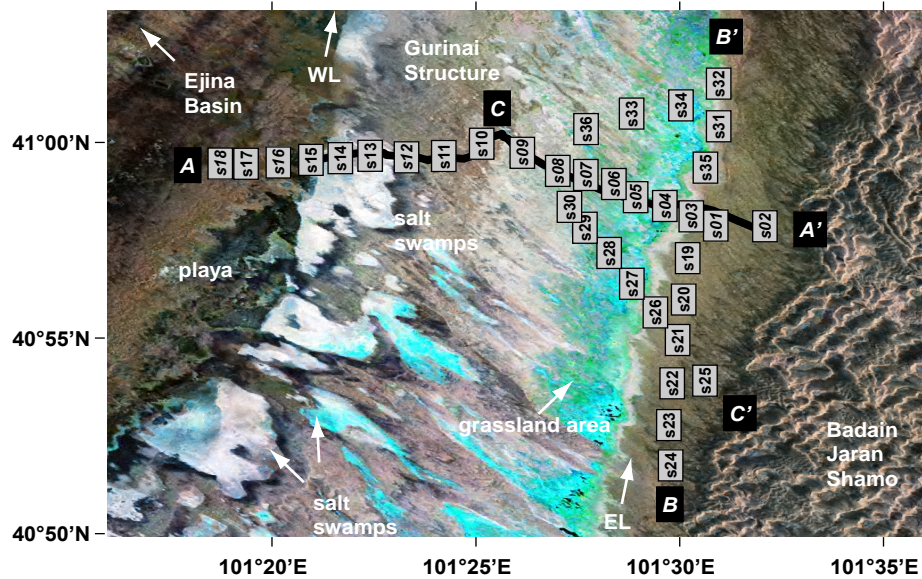 B’
Gurinai
Structure
WL
Ejina
Basin
s32
s34
s33
s31
s36
C
41°00’N
s10
s09
A
s18
s17
s16
s15
s14
s13
s12
s11
s08
s07
s06
s05
s35
s04
s03
s01
s02
A’
s30
s29
salt
swamps
s28
s19
playa
s27
s20
s26
40°55’N
s21
s22
s25
C’
grassland area
s23
Badain
Jaran
Shamo
s24
salt
swamps
EL
B
40°50’N
101°20’E
101°25’E
101°30’E
101°35’E